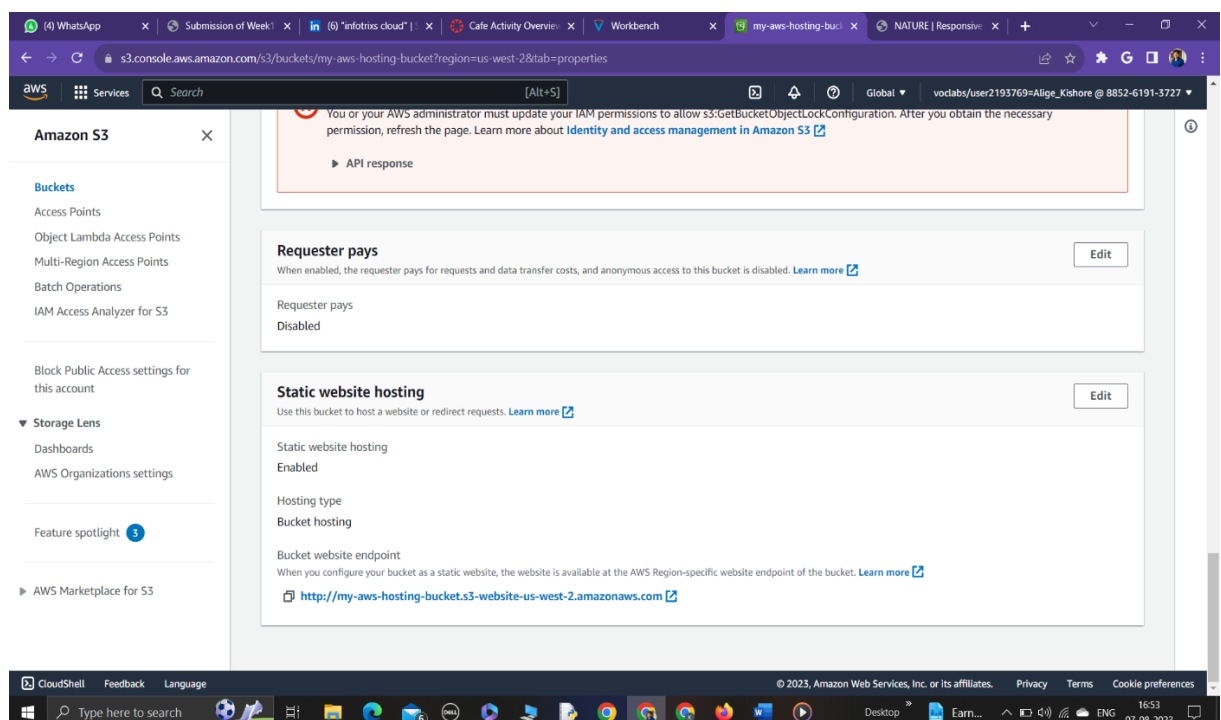 (4) WhatsApp
Submission of Week1
(6) "infotrixs cloud" | S
Cafe Activity Overview
Workbench
my-aws-hosting-buck
NATURE | Responsive
s3.console.aws.amazon.com/s3/buckets/my-aws-hosting-bucket?region=us-west-2&tab=properties
aws
Services
Search
[Alt+S]
Global
voclabs/user2193769=Alige_Kishore @ 8852-6191-3727
Amazon S3
Buckets
Access Points
Object Lambda Access Points
Multi-Region Access Points
Batch Operations
IAM Access Analyzer for S3
Block Public Access settings for
this account
Storage Lens
Dashboards
AWS Organizations settings
Feature spotlight 3
AWS Marketplace for S3
You or your AWS administrator must update your IAM permissions to allow s3:GetBucketObjectLockConfiguration. After you obtain the necessary
permission, refresh the page. Learn more about Identity and access management in Amazon S3
API response
Requester pays
Edit
When enabled, the requester pays for requests and data transfer costs, and anonymous access to this bucket is disabled. Learn more
Requester pays
Disabled
Static website hosting
Edit
Use this bucket to host a website or redirect requests. Learn more
Static website hosting
Enabled
Hosting type
Bucket hosting
Bucket website endpoint
When you configure your bucket as a static website, the website is available at the AWS Region-specific website endpoint of the bucket. Learn more
http://my-aws-hosting-bucket.s3-website-us-west-2.amazonaws.com
CloudShell
Feedback
Language
© 2023, Amazon Web Services, Inc. or its affiliates.
Privacy
Terms
Cookie preferences
Type here to search
Desktop
Earn...
ENG
16:53
07-08-2023